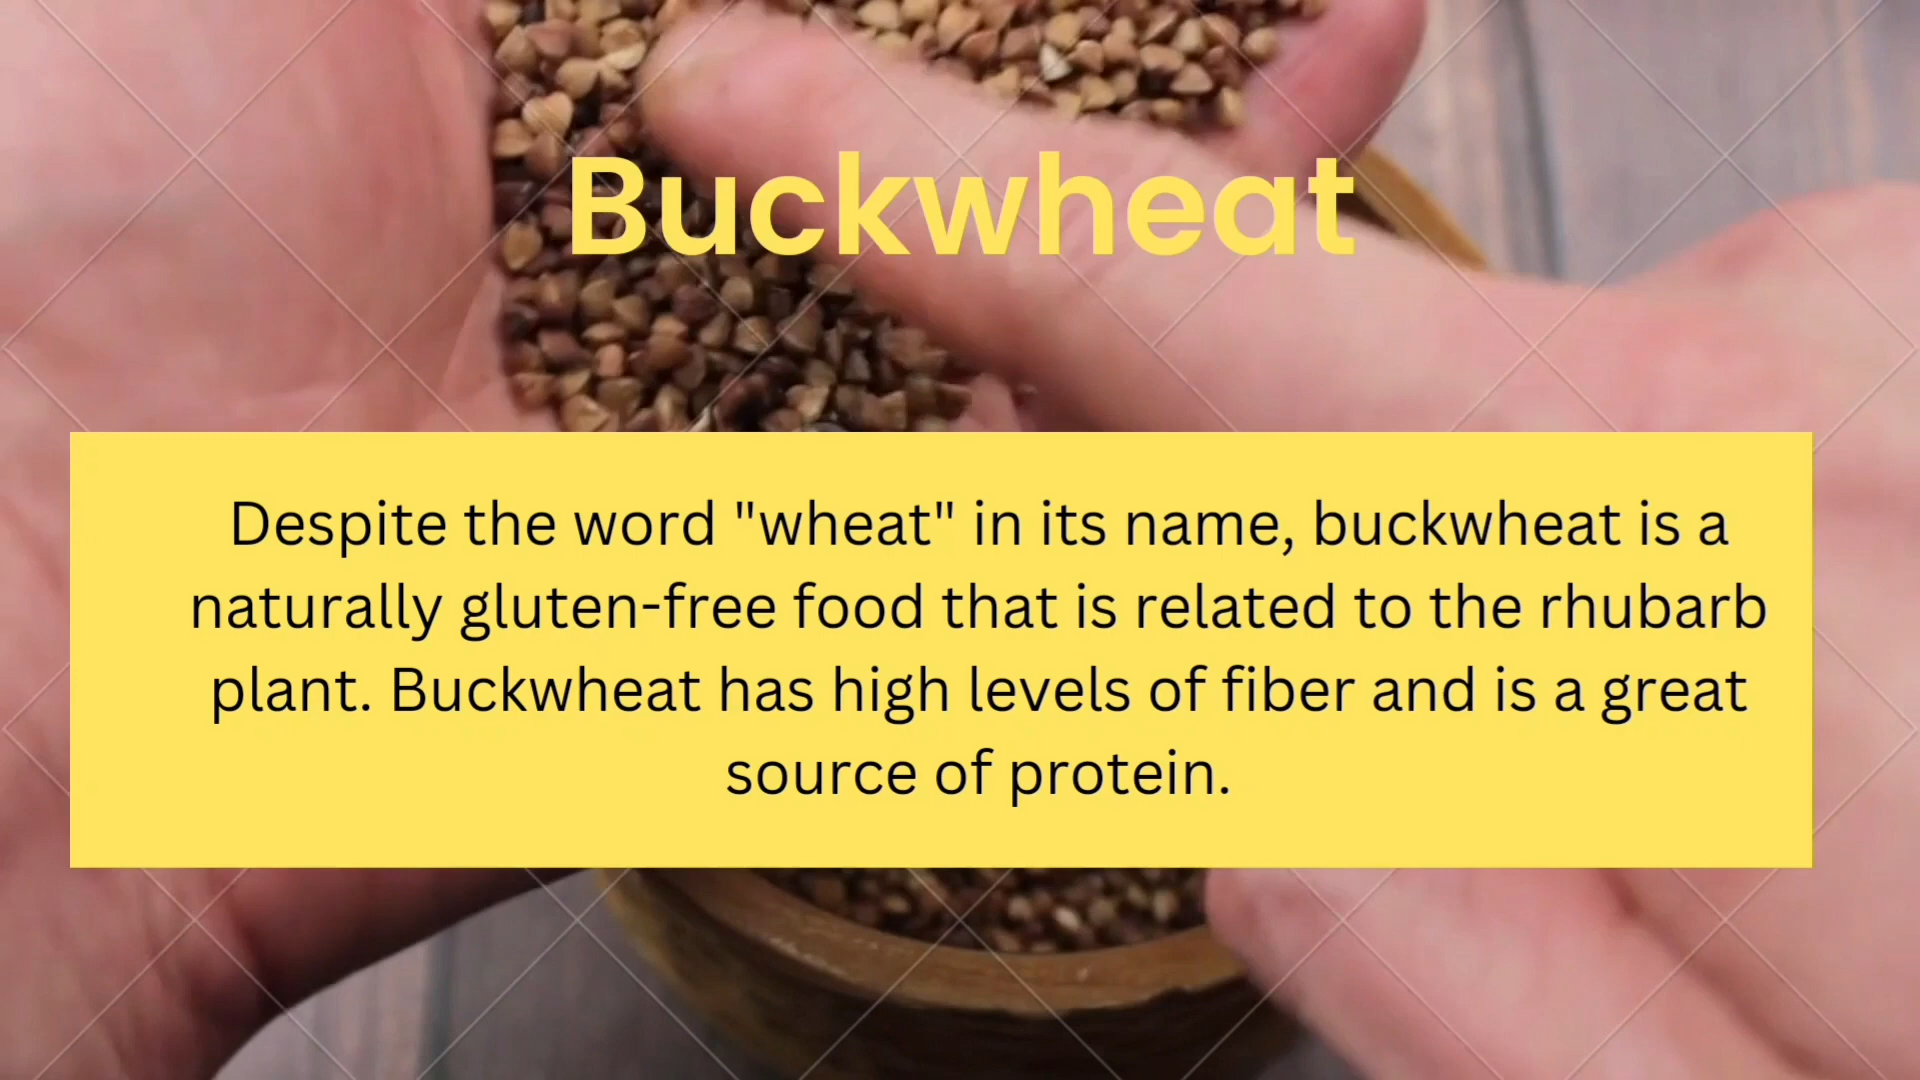 Buckwheat
Despite the word "wheat" in its name, buckwheat is a
naturally gluten-free food that is related to the rhubarb
plant. Buckwheat has high levels of fiber and is a great
source of protein.